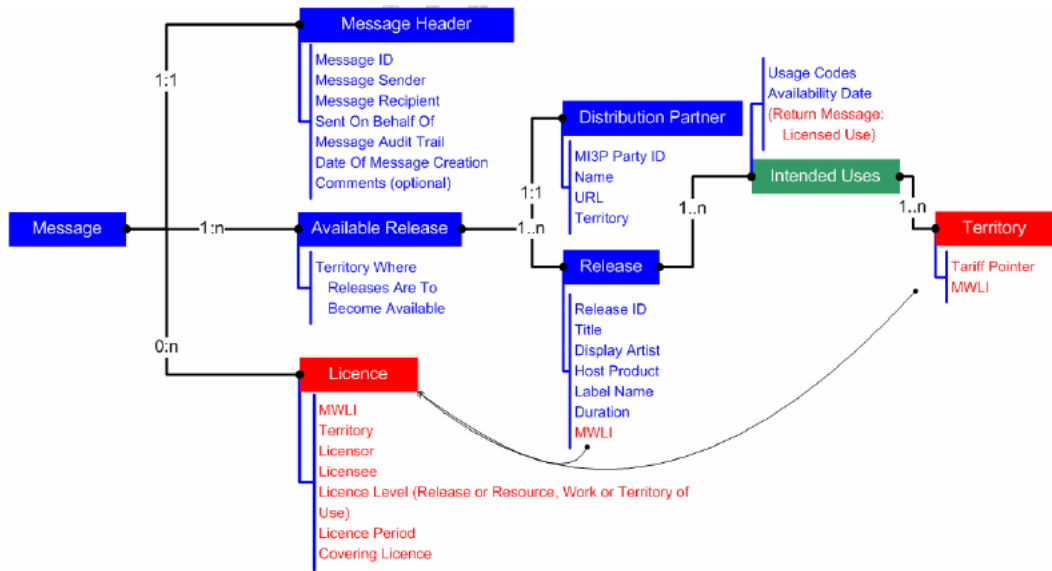 Message Header
Message ID
Message Sender
Message Recipient
Sent On Behalf Of
Message Audit Trail
Date Of Message Creation
Comments (optional)
1:1
Message
1:n
Available Release
Territory Where
Releases Are To
Become Available
0:n
Licence
MWLI
Territory
Licensor
Licensee
Licence Level (Release or Resource, Work or Territory of
Use)
Licence Period
Covering Licence
1:1
1..n
Distribution Partner
MI3P Party ID
Name
URL
Territory
Release
Release ID
Title
Display Artist
Host Product
Label Name
Duration
MWLI
1..n
Usage Codes
Availability Date
(Return Message:
Licensed Use)
Intended Uses
1..n
Territory
Tariff Pointer
MWLI